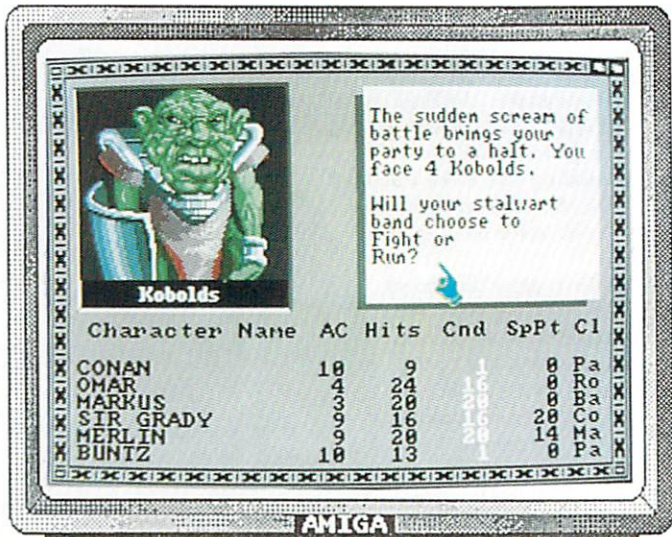 The sudden scream of
battle brings your
party to a halt. You
face 4 Kobolds.
Will your stalwart
band choose to
Fight or
Run?
Kobolds
Character Name AC Hits Cnd SpPt Cl
CONAN 10 9 1 0 Pa
OMAR 4 24 16 0 Ro
MARKUS 3 20 20 0 Ba
SIR GRADY 9 16 16 20 Co
MERLIN 9 20 20 14 Ma
BUNTZ 10 13 1 0 Pa
AMIGA